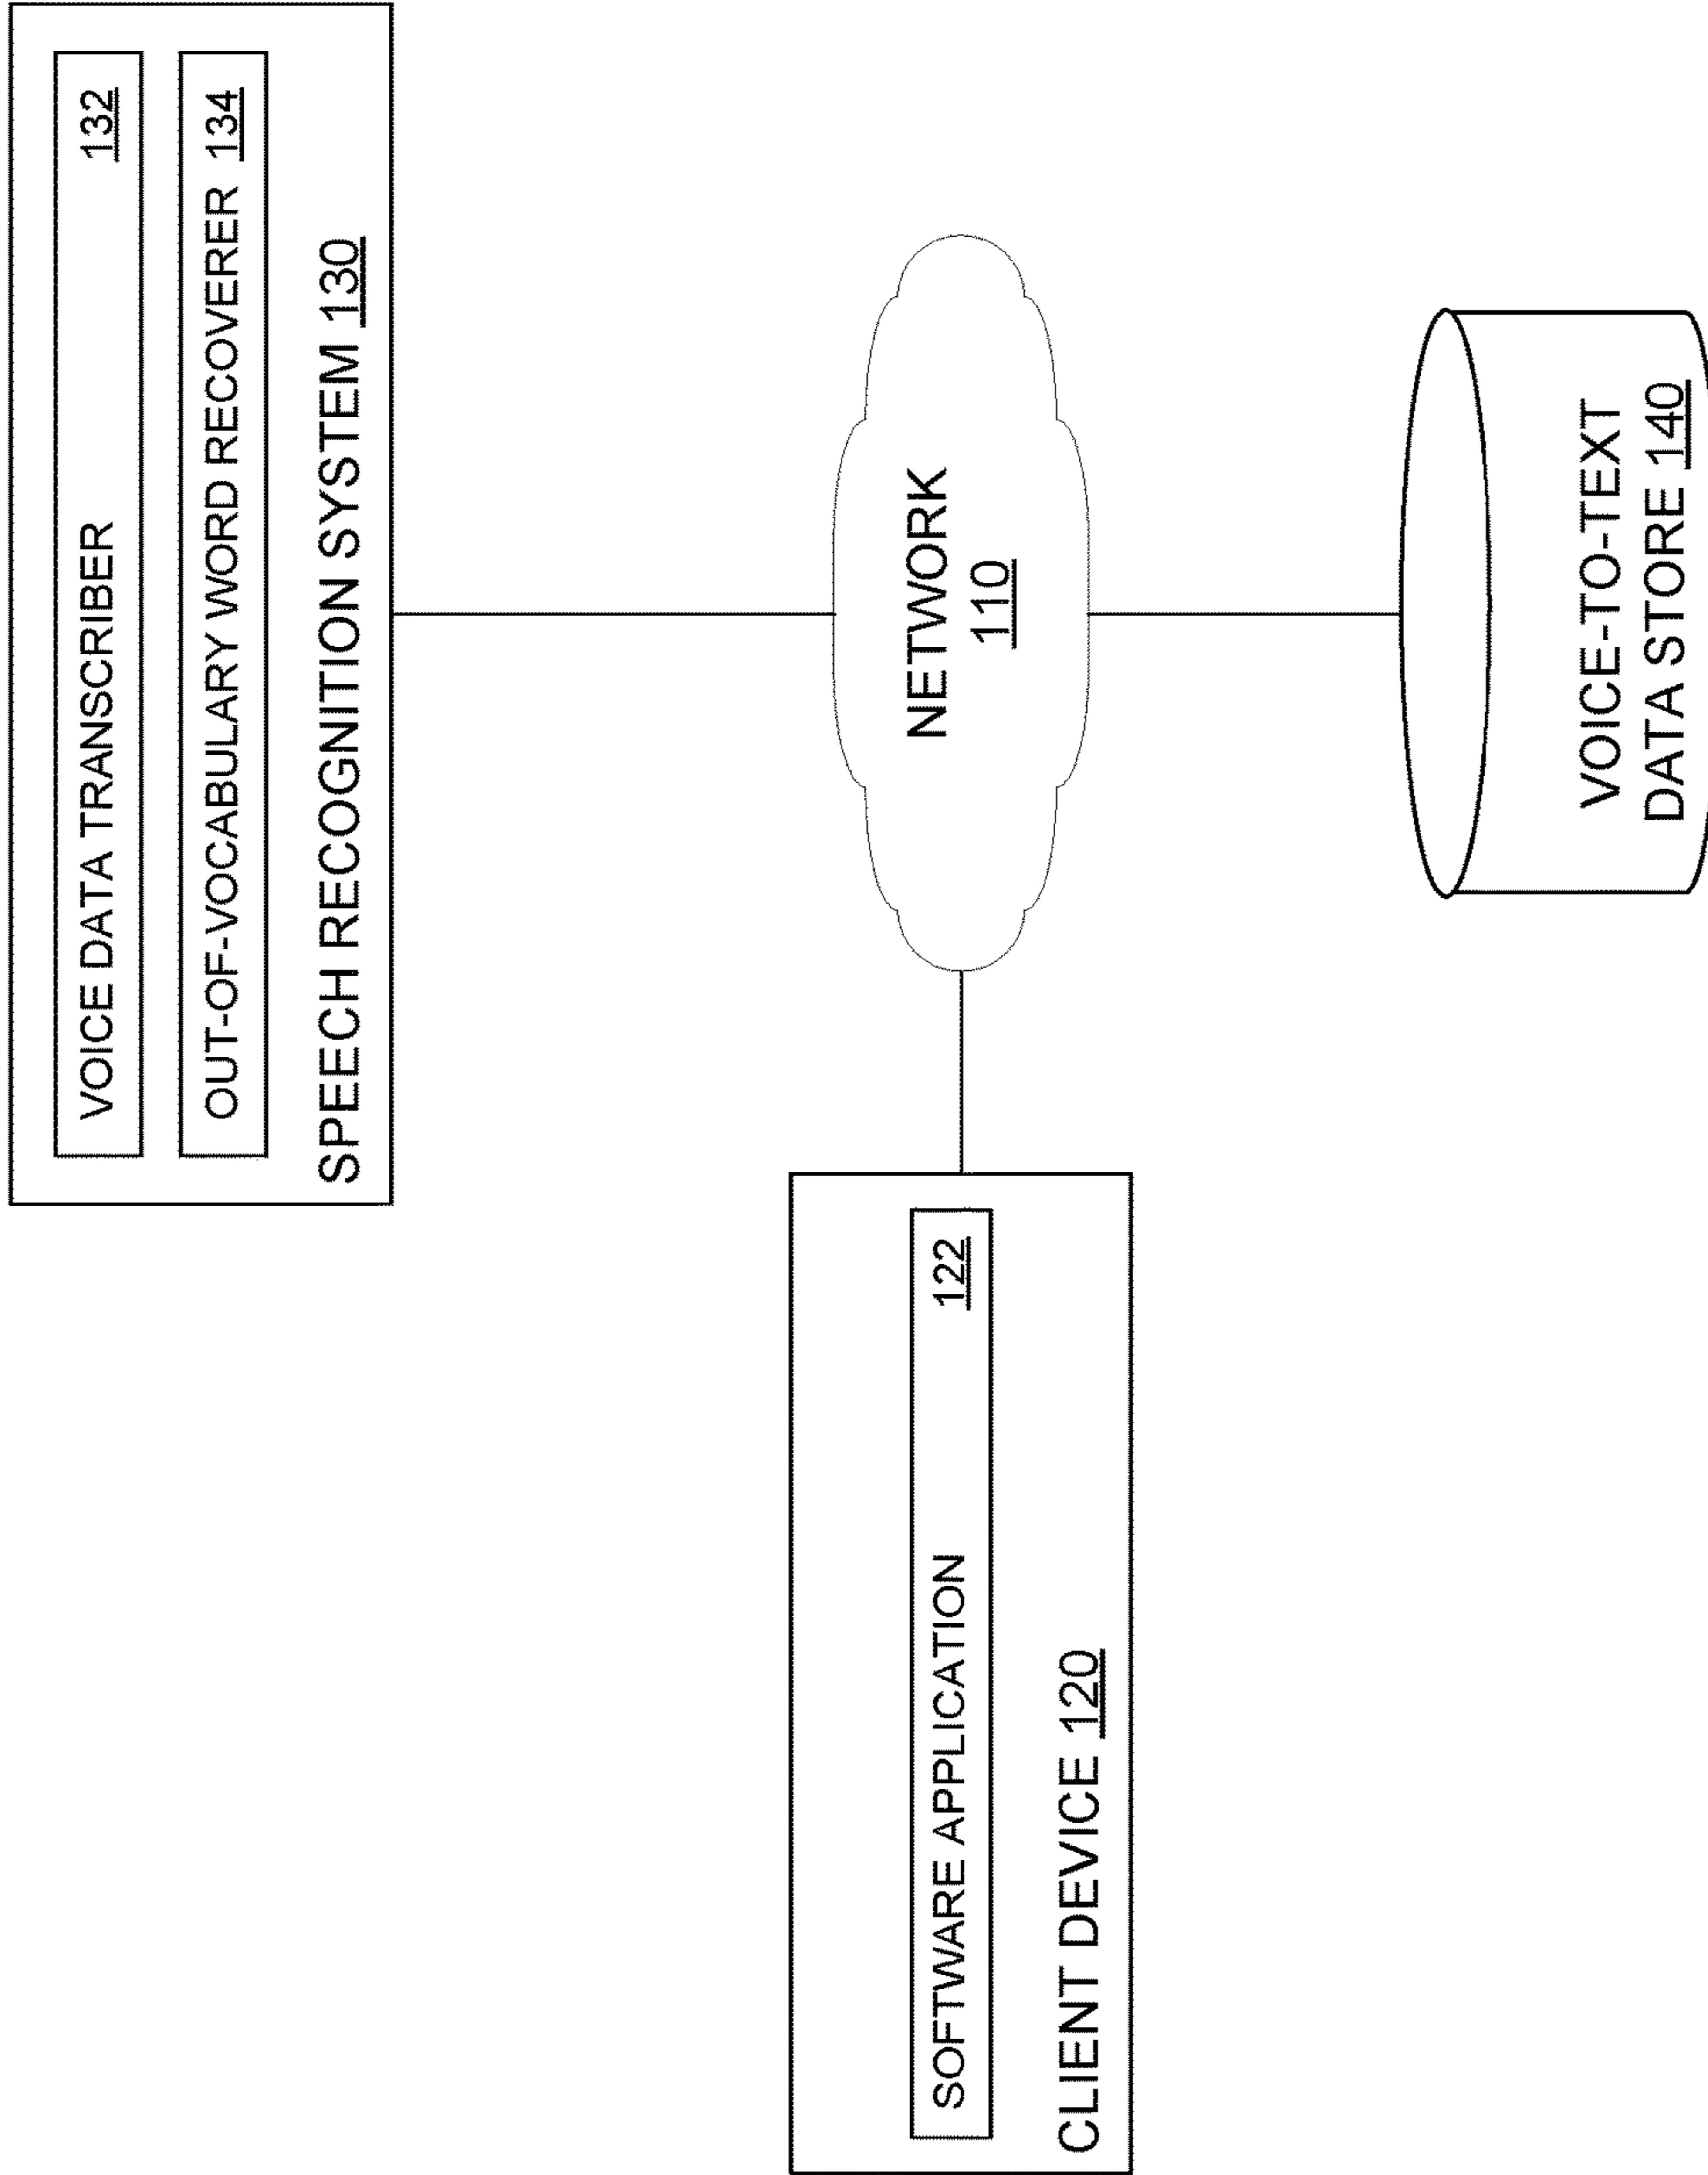 VOICE DATA TRANSCRIBER 132
OUT-OF-VOCABULARY WORD RECOVERER 134
SPEECH RECOGNITION SYSTEM 130
SOFTWARE APPLICATION 122
CLIENT DEVICE 120
NETWORK
110
VOICE-TO-TEXT
DATA STORE 140